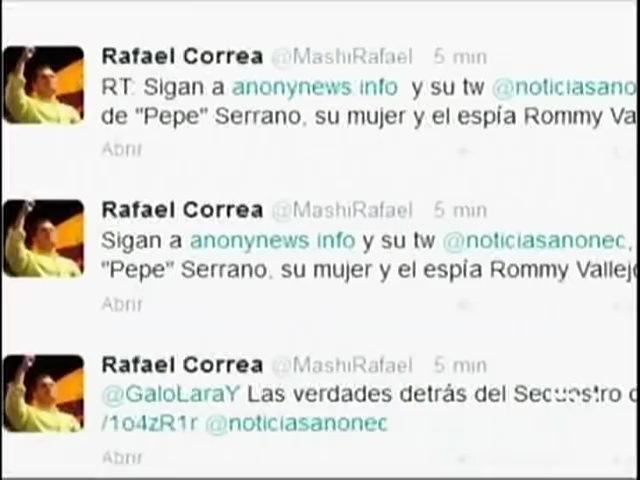 Rafael Correa @MashiRafael 5 min
RT: Sigan a anonynews info y su tw @noticiasano
de "Pepe" Serrano, su mujer y el espía Rommy Va
Abrir
Rafael Correa @MashiRafael 5 min
Sigan a anonynews info y su tw @noticiasanonec,
"Pepe" Serrano, su mujer y el espía Rommy Vallejo
Abrir
Rafael Correa @MashiRafael 5 min
@GaloLaraY Las verdades detrás del Secuestro
/1o4zR1r @noticiasanonec
Abrir